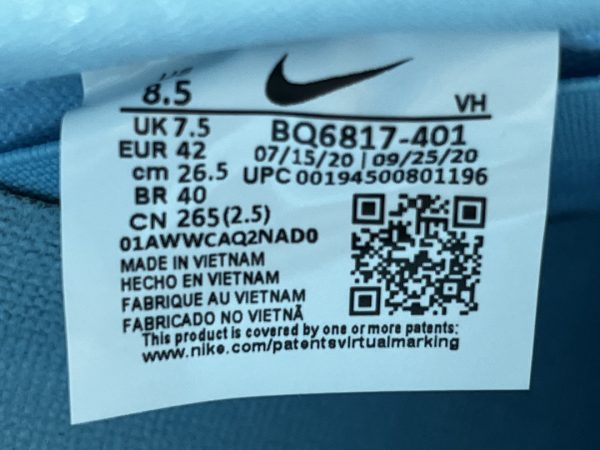 8.5
VH
UK 7.5
BQ6817-401
EUR 42
07/15/20 | 09/25/20
cm 26.5
UPC 00194500801196
BR 40
CN 265(2.5)
01AWWCAQ2NAD0
MADE IN VIETNAM
HECHO EN VIETNAM
FABRIQUE AU VIETNAM
FABRICADO NO VIETNÃ
This product is covered by one or more patents:
www.nike.com/patentsvirtualmarking